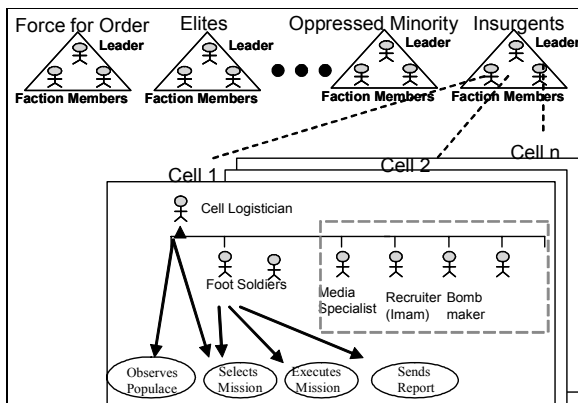 Force for Order
Elites
Oppressed Minority
Insurgents
Leader
Leader
Leader
Leader
Faction Members
Faction Members
Faction Members
Faction Members
Cell n
Cell 2
Cell 1
Cell Logistician
Foot Soldiers
Media
Specialist
Recruiter
(Imam)
Bomb
maker
Observes
Populace
Selects
Mission
Executes
Mission
Sends
Report